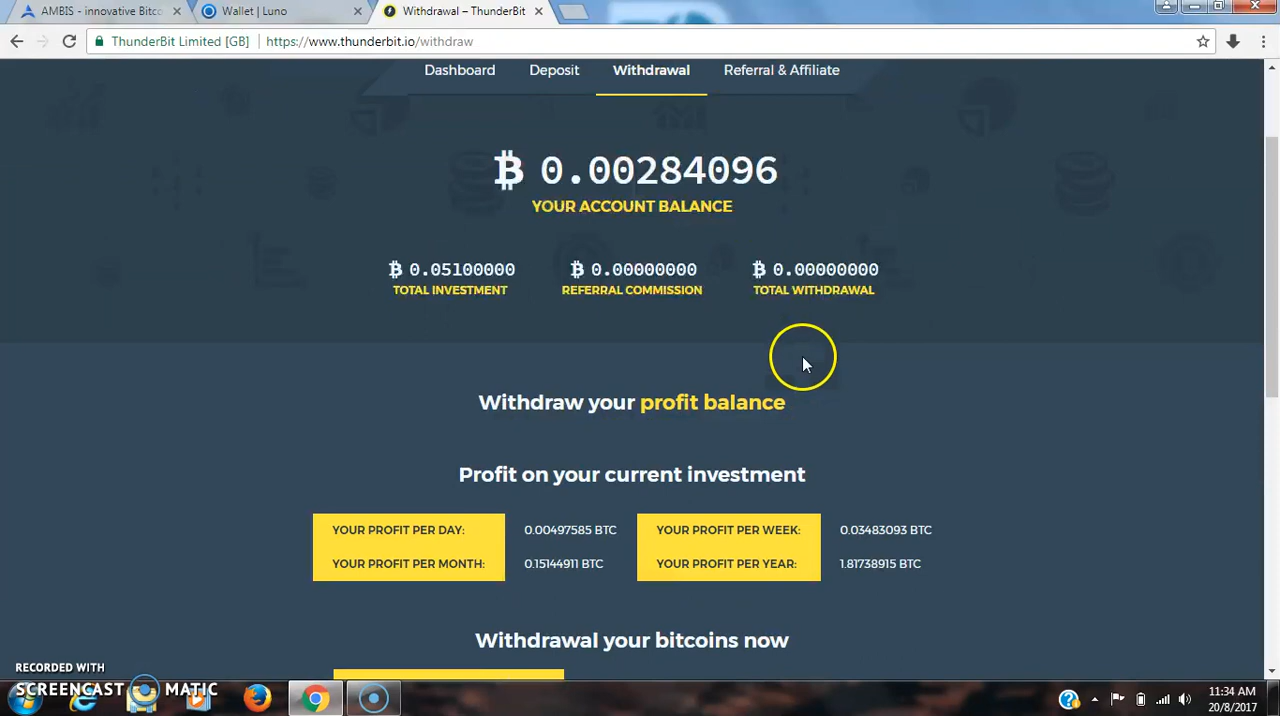 AMBIS - innovative Bitco
Wallet | Luno
Withdrawal – ThunderBit
ThunderBit Limited [GB] https://www.thunderbit.io/withdraw
Dashboard Deposit Withdrawal Referral & Affiliate
0.00284096
YOUR ACCOUNT BALANCE
0.05100000 0.00000000 0.00000000
TOTAL INVESTMENT REFERRAL COMMISSION TOTAL WITHDRAWAL
Withdraw your profit balance
Profit on your current investment
YOUR PROFIT PER DAY: 0.00497585 BTC YOUR PROFIT PER WEEK: 0.03483093 BTC
YOUR PROFIT PER MONTH: 0.15144911 BTC YOUR PROFIT PER YEAR: 1.81738915 BTC
Withdrawal your bitcoins now
RECORDED WITH
SCREENCAST MATIC
11:34 AM
20/8/2017